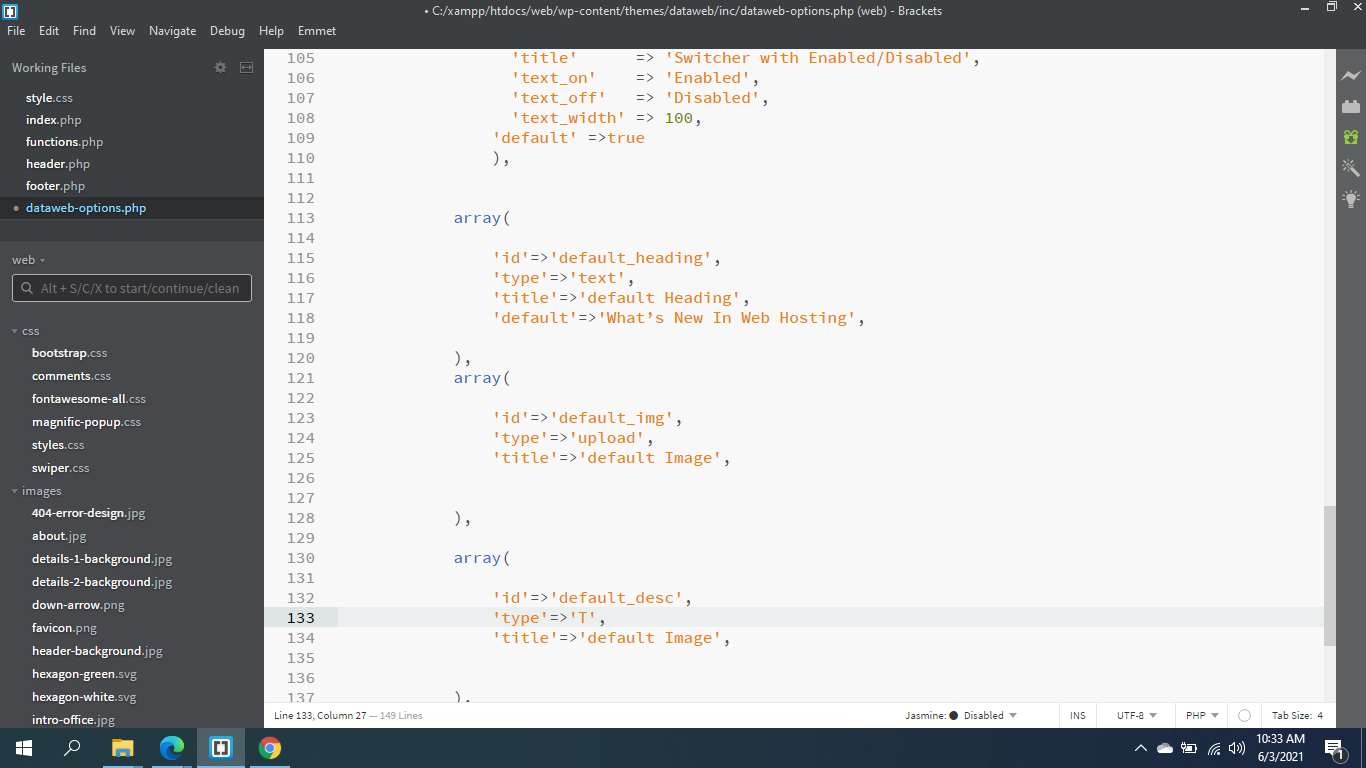 • C:/xampp/htdocs/web/wp-content/themes/dataweb/inc/dataweb-options.php (web) - Brackets
File Edit Find View Navigate Debug Help Emmet
Working Files
style.css
index.php
functions.php
header.php
footer.php
• dataweb-options.php
web
Alt + S/C/X to start/continue/clean
css
bootstrap.css
comments.css
fontawesome-all.css
magnific-popup.css
styles.css
swiper.css
images
404-error-design.jpg
about.jpg
details-1-background.jpg
details-2-background.jpg
down-arrow.png
favicon.png
header-background.jpg
hexagon-green.svg
hexagon-white.svg
intro-office.jpg
105 'title' => 'Switcher with Enabled/Disabled',
106 'text_on' => 'Enabled',
107 'text_off' => 'Disabled',
108 'text_width' => 100,
109 'default' =>true
110 ),
111
112
113 array(
114
115 'id'=>'default_heading',
116 'type'=>'text',
117 'title'=>'default Heading',
118 'default'=>'What’s New In Web Hosting',
119
120 ),
121 array(
122
123 'id'=>'default_img',
124 'type'=>'upload',
125 'title'=>'default Image',
126
127
128 ),
129
130 array(
131
132 'id'=>'default_desc',
133 'type'=>'T',
134 'title'=>'default Image',
135
136
137 ),
Line 133, Column 27 — 149 Lines
Jasmine: Disabled INS UTF-8 PHP Tab Size: 4
10:33 AM
6/3/2021
1